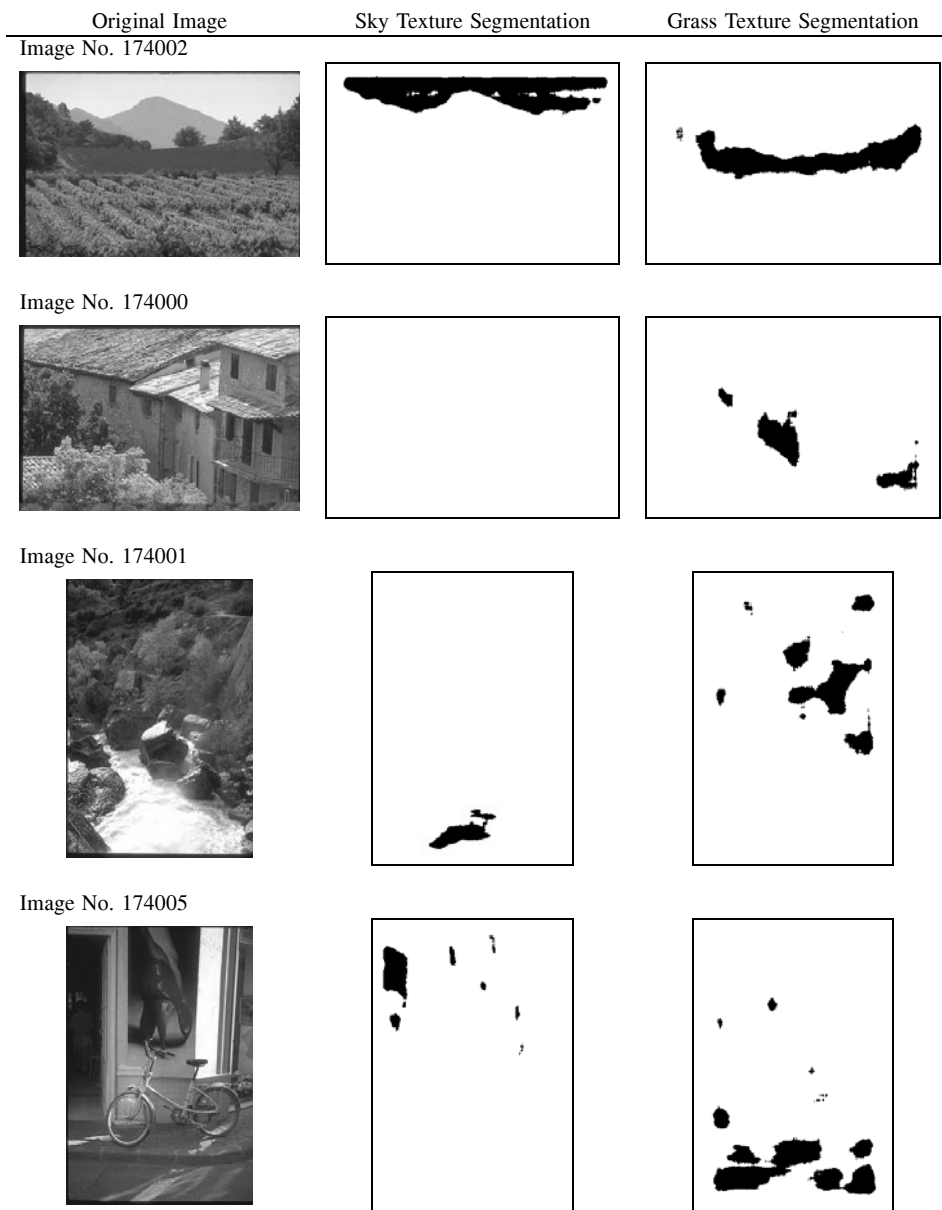 Original Image Sky Texture Segmentation Grass Texture Segmentation
Image No. 174002
Image No. 174000
Image No. 174001
Image No. 174005